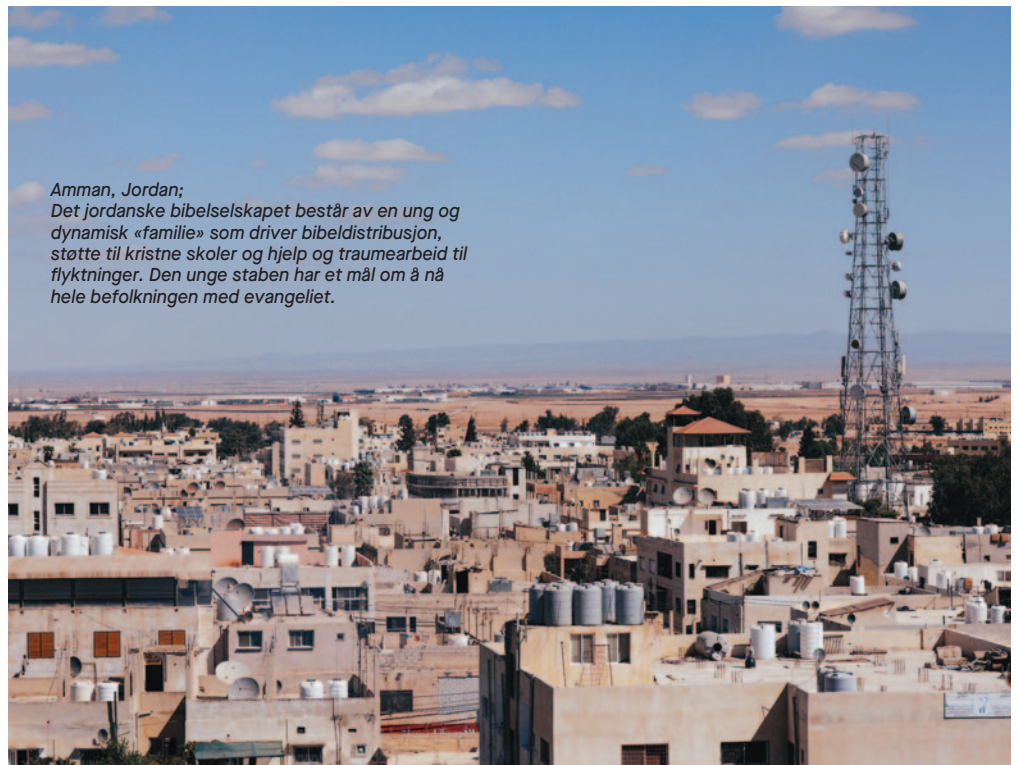 Amman, Jordan;
Det jordanske bibelselskapet består av en ung og
dynamisk «familie» som driver bibeldistribusjon,
støtte til kristne skoler og hjelp og traumearbeid til
flyktninger. Den unge staben har et mål om å nå
hele befolkningen med evangeliet.